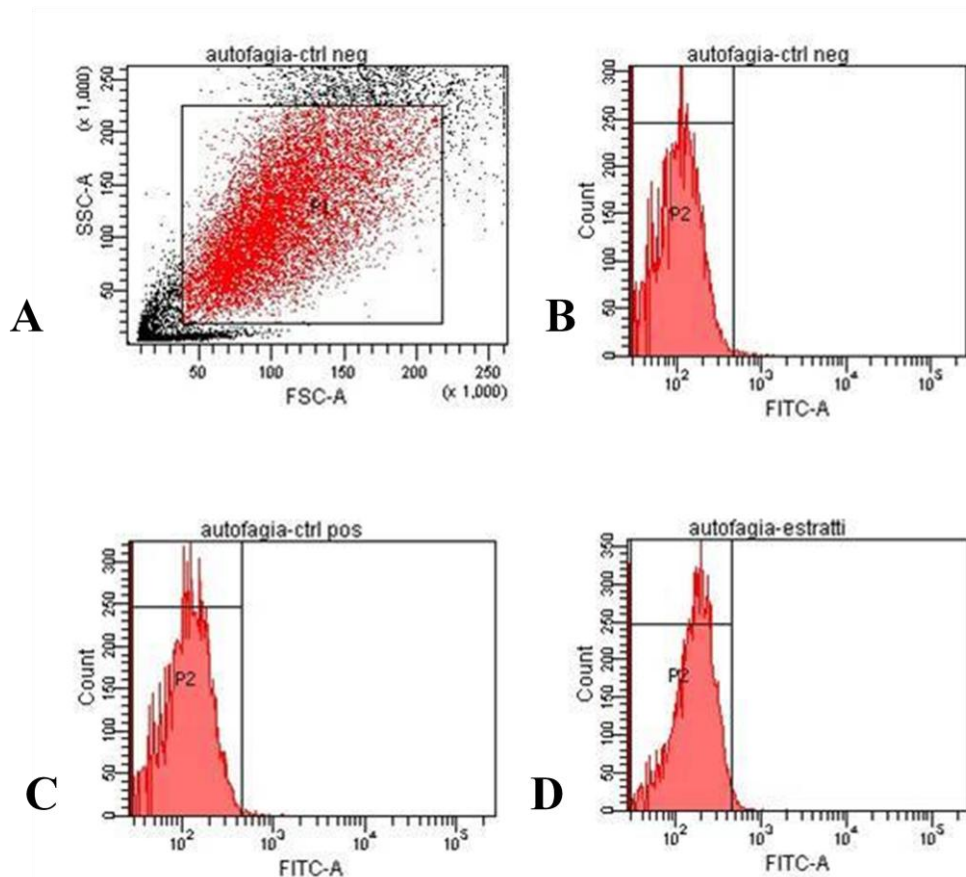 autofagia-ctrl neg
(x 1,000)
SSC-A
250
200
150
100
50
P1
50 100 150 200 250
FSC-A
(x 1,000)
A
autofagia-ctrl neg
Count
300
250
200
150
100
50
0
P2
10² 10³ 10⁴ 10⁵
FITC-A
B
autofagia-ctrl pos
Count
300
250
200
150
100
50
0
P2
10² 10³ 10⁴ 10⁵
FITC-A
C
autofagia-estratti
Count
350
300
250
200
150
100
50
0
P2
10² 10³ 10⁴ 10⁵
FITC-A
D